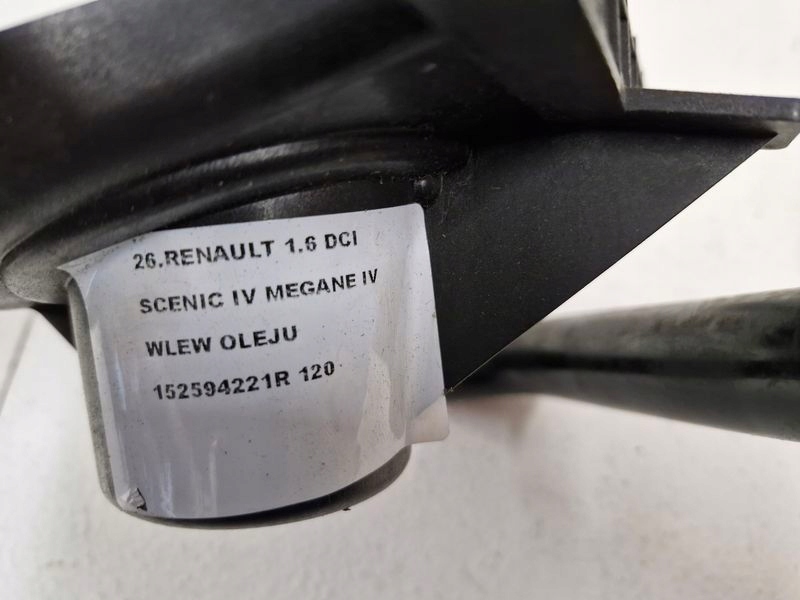 26.RENAULT 1.6 DCI
SCENIC IV MEGANE IV
WLEW OLEJU
152594221R 120